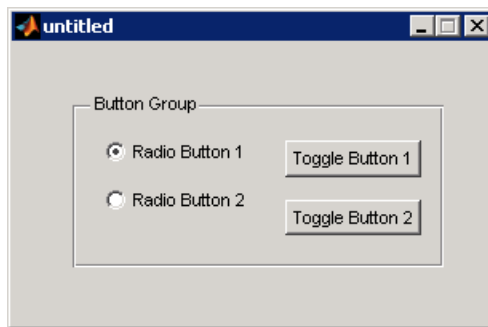 untitled
Button Group
Radio Button 1
Toggle Button 1
Radio Button 2
Toggle Button 2